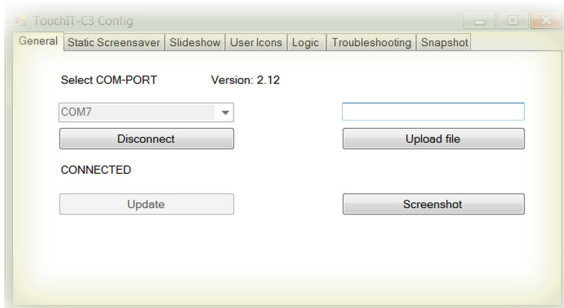 TouchIT-C3 Config
General Static Screensaver Slideshow User Icons Logic Troubleshooting Snapshot
Select COM-PORT Version: 2.12
COM7
Disconnect Upload file
CONNECTED
Update Screenshot